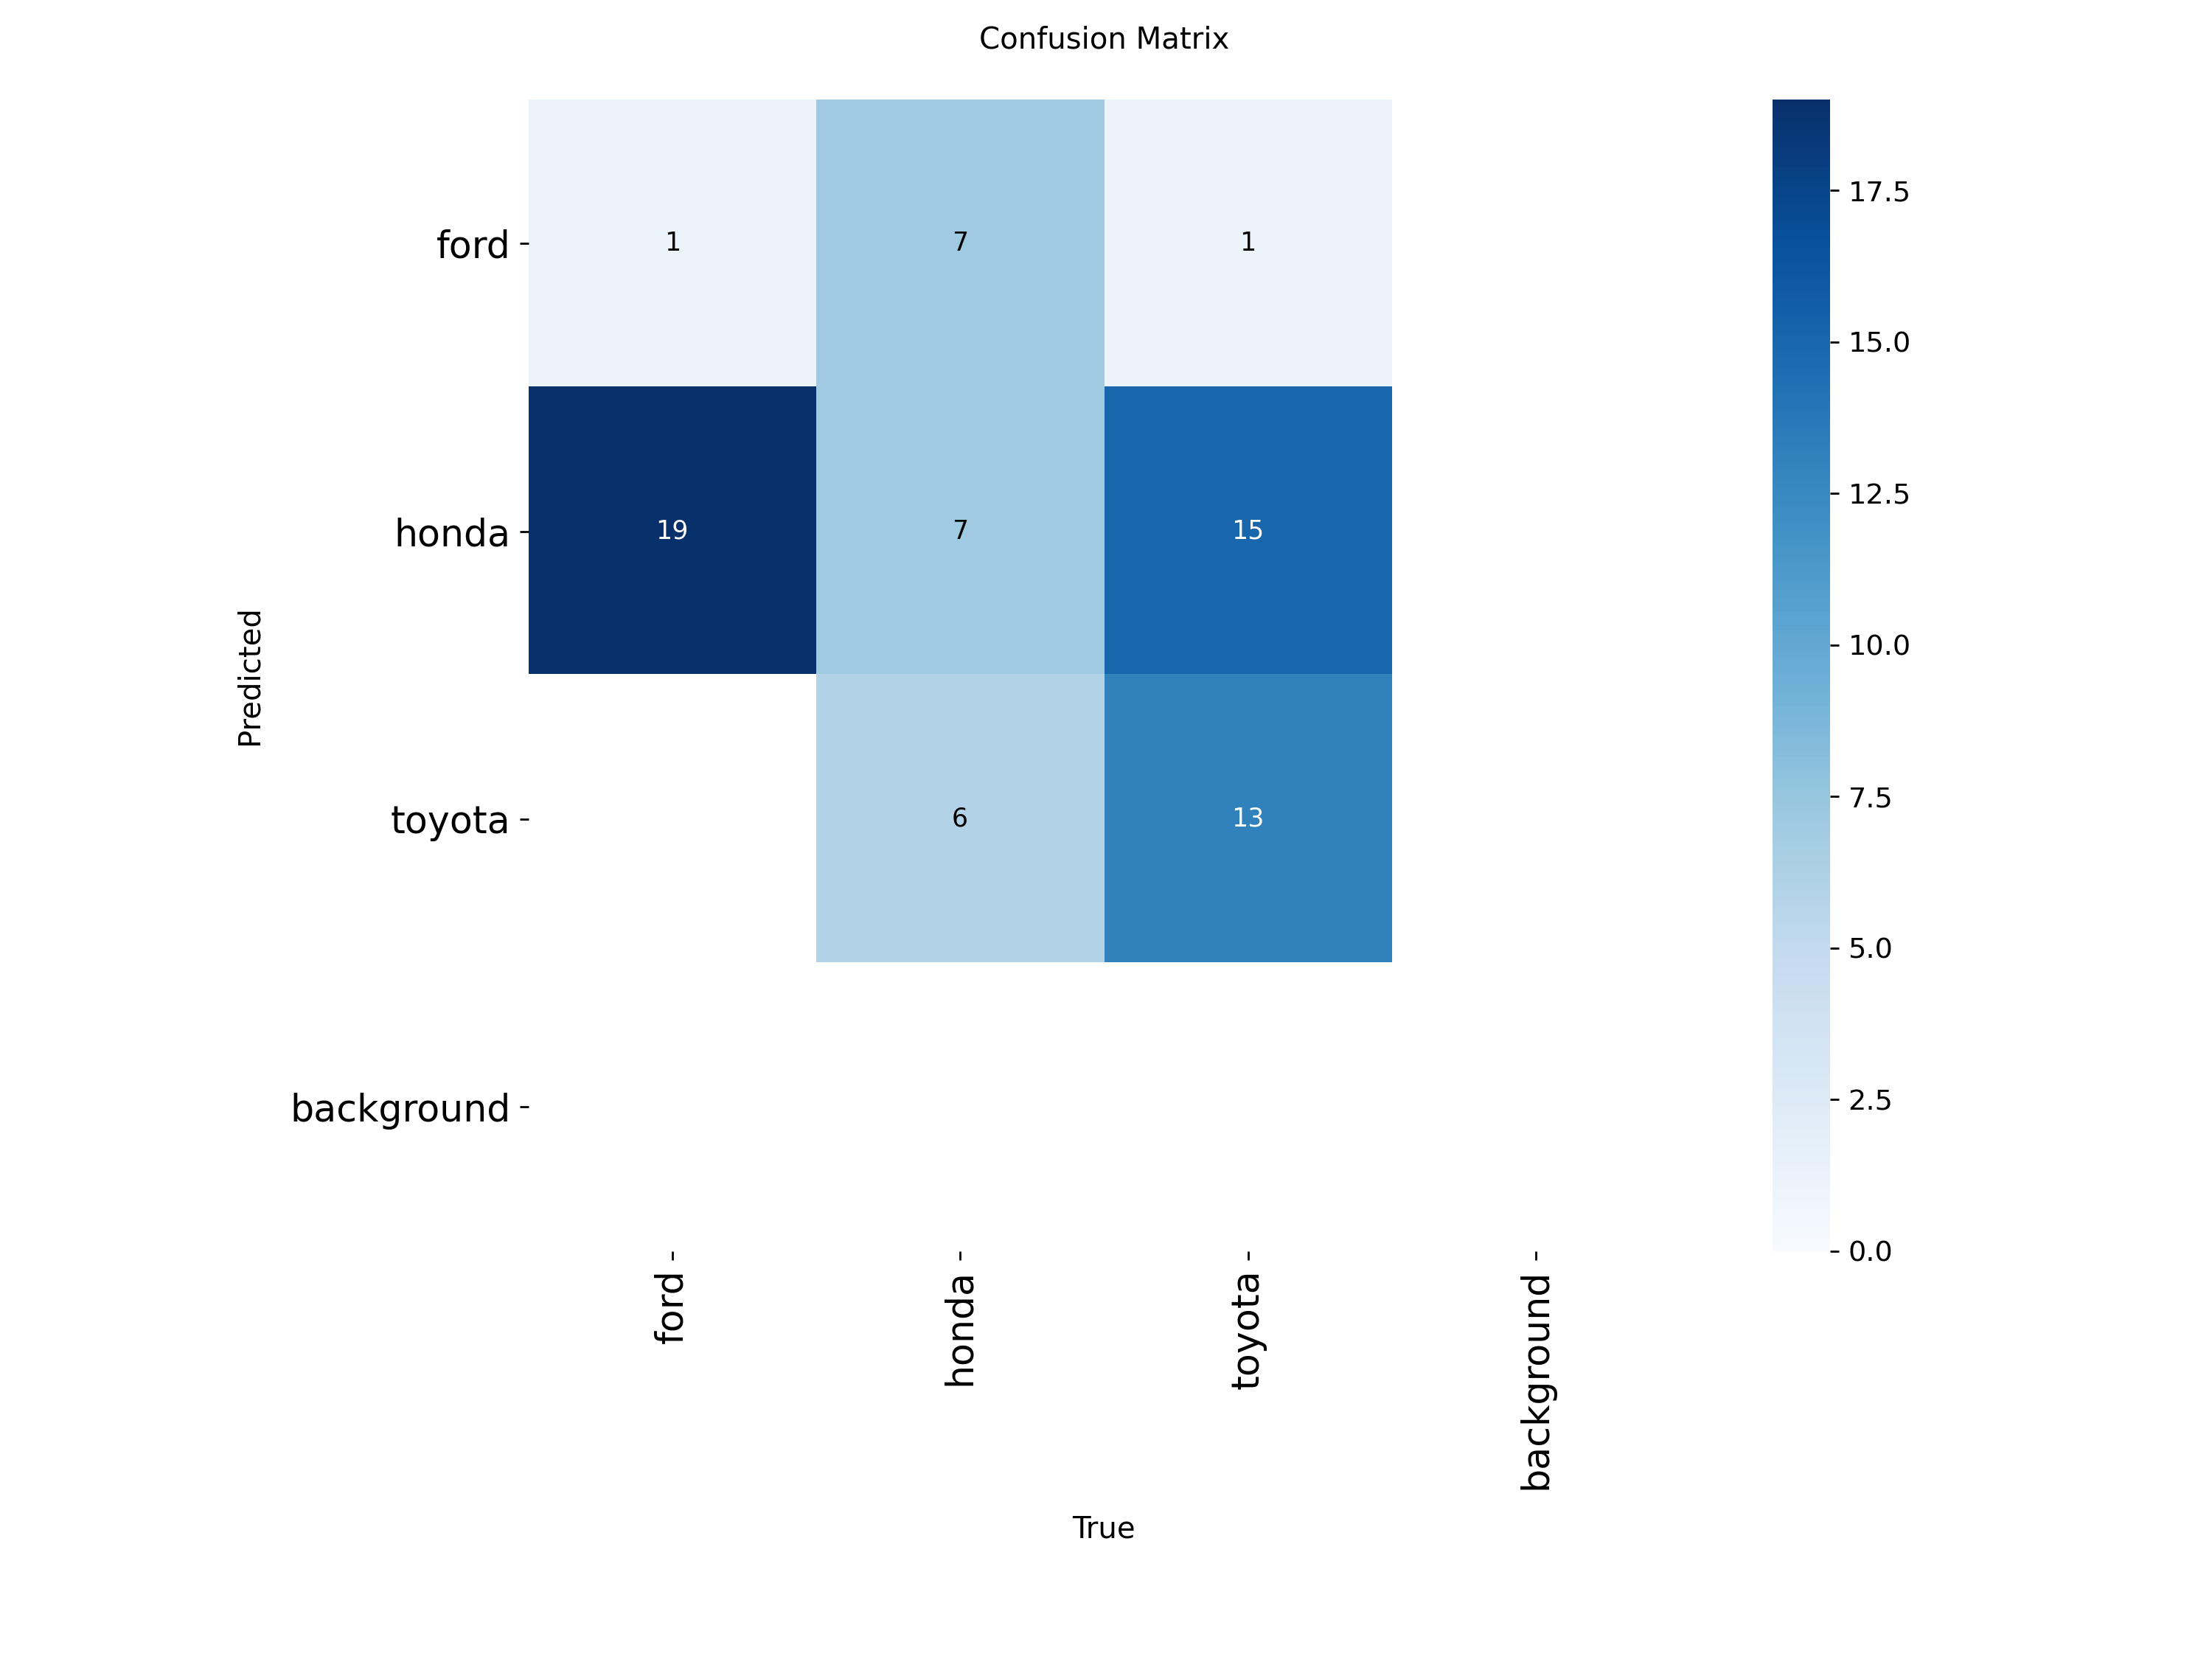 Confusion Matrix
ford
1
7
1
honda
19
7
15
toyota
6
13
background
Predicted
ford
honda
toyota
background
True
17.5
15.0
12.5
10.0
7.5
5.0
2.5
0.0